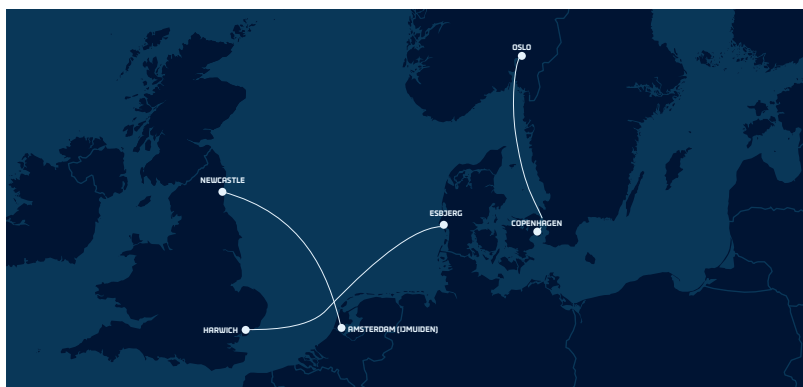 OSLO
NEWCASTLE
ESBJERG
COPENHAGEN
HARWICH
AMSTERDAM (IJMUIDEN)